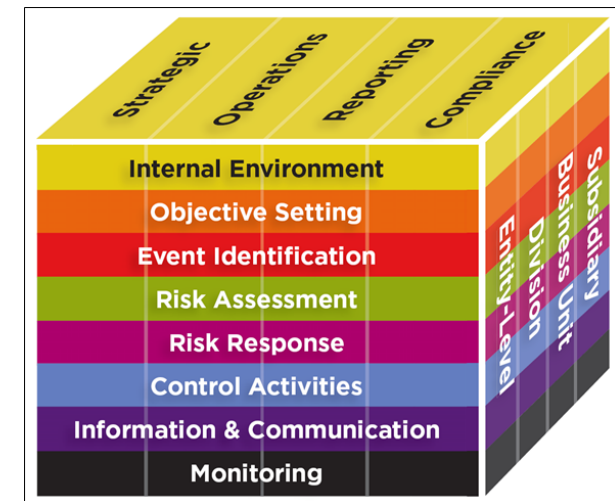 Strategic
Operations
Reporting
Compliance
Internal Environment
Objective Setting
Event Identification
Risk Assessment
Risk Response
Control Activities
Information & Communication
Monitoring
Entity-Level
Division
Business Unit
Subsidiary